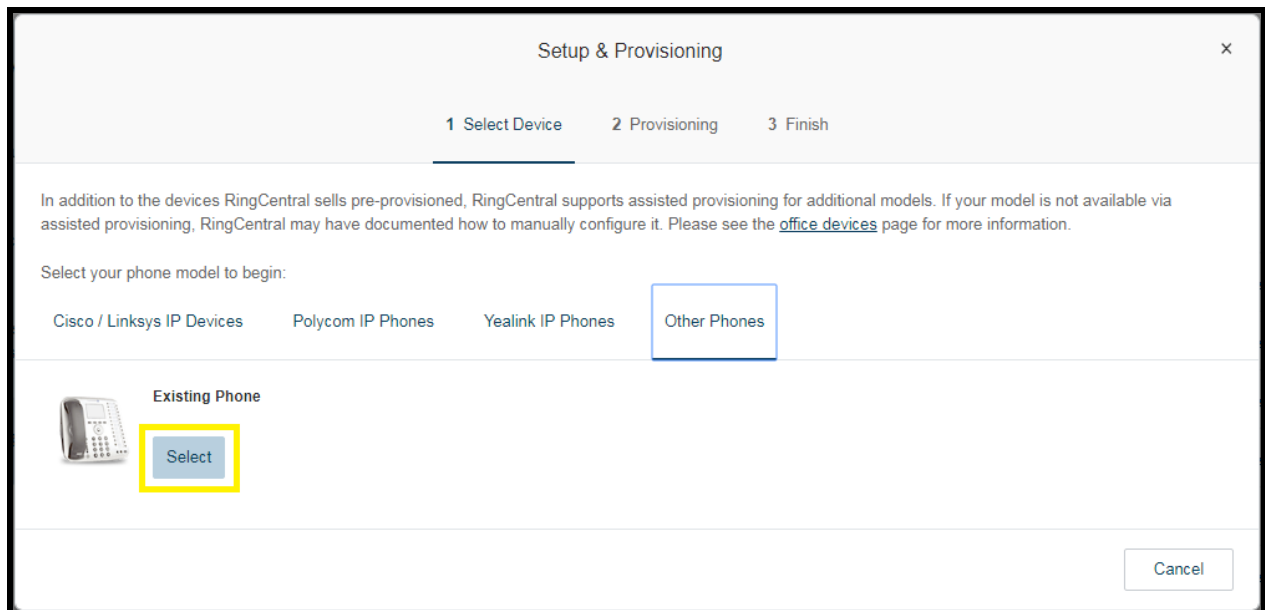 Setup & Provisioning
×
1 Select Device 2 Provisioning 3 Finish
In addition to the devices RingCentral sells pre-provisioned, RingCentral supports assisted provisioning for additional models. If your model is not available via
assisted provisioning, RingCentral may have documented how to manually configure it. Please see the office devices page for more information.
Select your phone model to begin:
Cisco / Linksys IP Devices Polycom IP Phones Yealink IP Phones Other Phones
Existing Phone
Select
Cancel